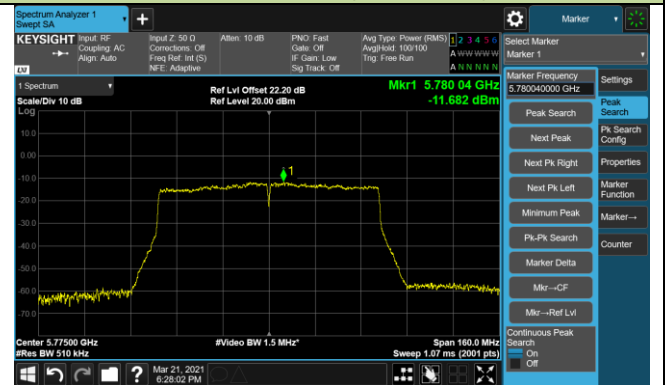 Spectrum Analyzer 1
Swept SA
+
Marker
KEYSIGHT
Input: RF
Coupling: AC
Align: Auto
Input Z: 50 Ω
Corrections: Off
Freq Ref: Int (S)
NFE: Adaptive
Atten: 10 dB
PNO: Fast
Gate: Off
IF Gain: Low
Sig Track: Off
Avg Type: Power (RMS)
Avg|Hold: 100/100
Trig: Free Run
1 2 3 4 5 6
A W W W W W
A N N N N N
LXI
Select Marker
Marker 1
1 Spectrum
Scale/Div 10 dB
Log
Ref Lvl Offset 22.20 dB
Ref Level 20.00 dBm
Mkr1 5.780 04 GHz
-11.682 dBm
10.0
0.00
-10.0
-20.0
-30.0
-40.0
-50.0
-60.0
-70.0
1
Center 5.77500 GHz
#Res BW 510 kHz
#Video BW 1.5 MHz*
Span 160.0 MHz
Sweep 1.07 ms (2001 pts)
Marker Frequency
5.780040000 GHz
Peak Search
Next Peak
Next Pk Right
Next Pk Left
Minimum Peak
Pk-Pk Search
Marker Delta
Mkr→CF
Mkr→Ref Lvl
Continuous Peak
Search
On
Off
Settings
Peak
Search
Pk Search
Config
Properties
Marker
Function
Marker→
Counter
?
Mar 21, 2021
6:28:02 PM